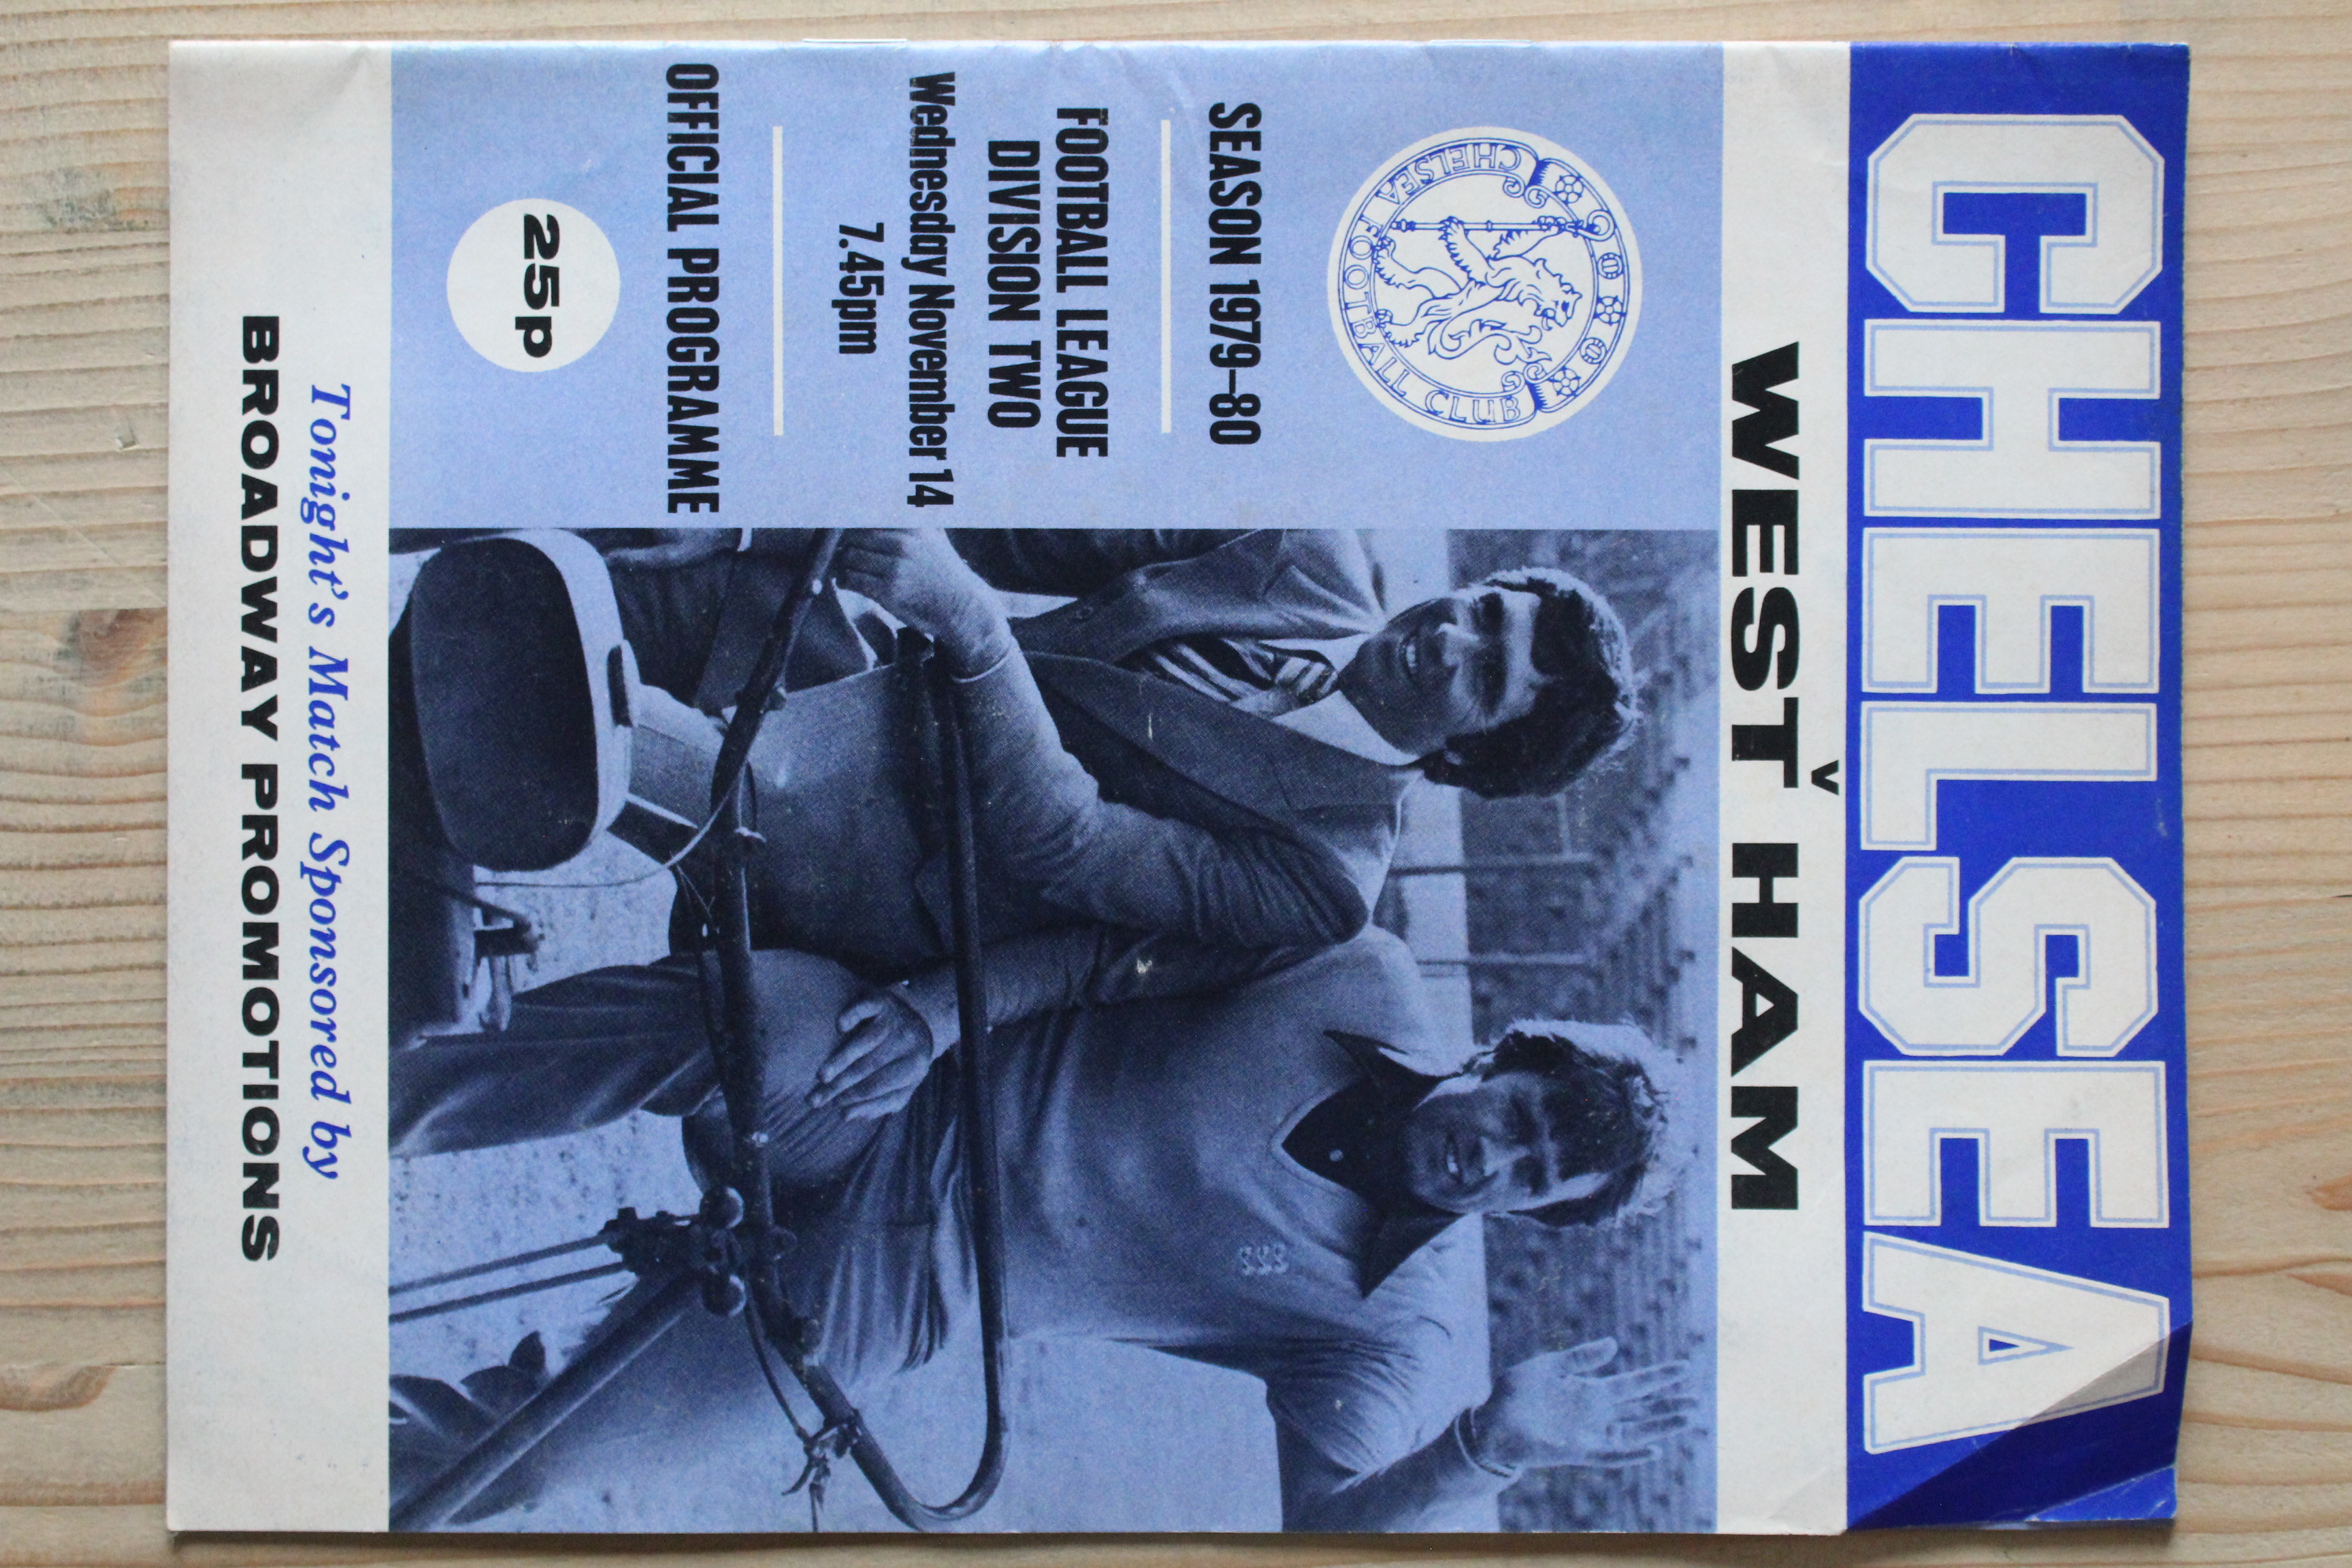 CHELSEA
v
WEST HAM
CHELSEA FOOTBALL CLUB
SEASON 1979–80
FOOTBALL LEAGUE
DIVISION TWO
Wednesday November 14
7.45pm
OFFICIAL PROGRAMME
25p
SSS
Tonight's Match Sponsored by
BROADWAY PROMOTIONS